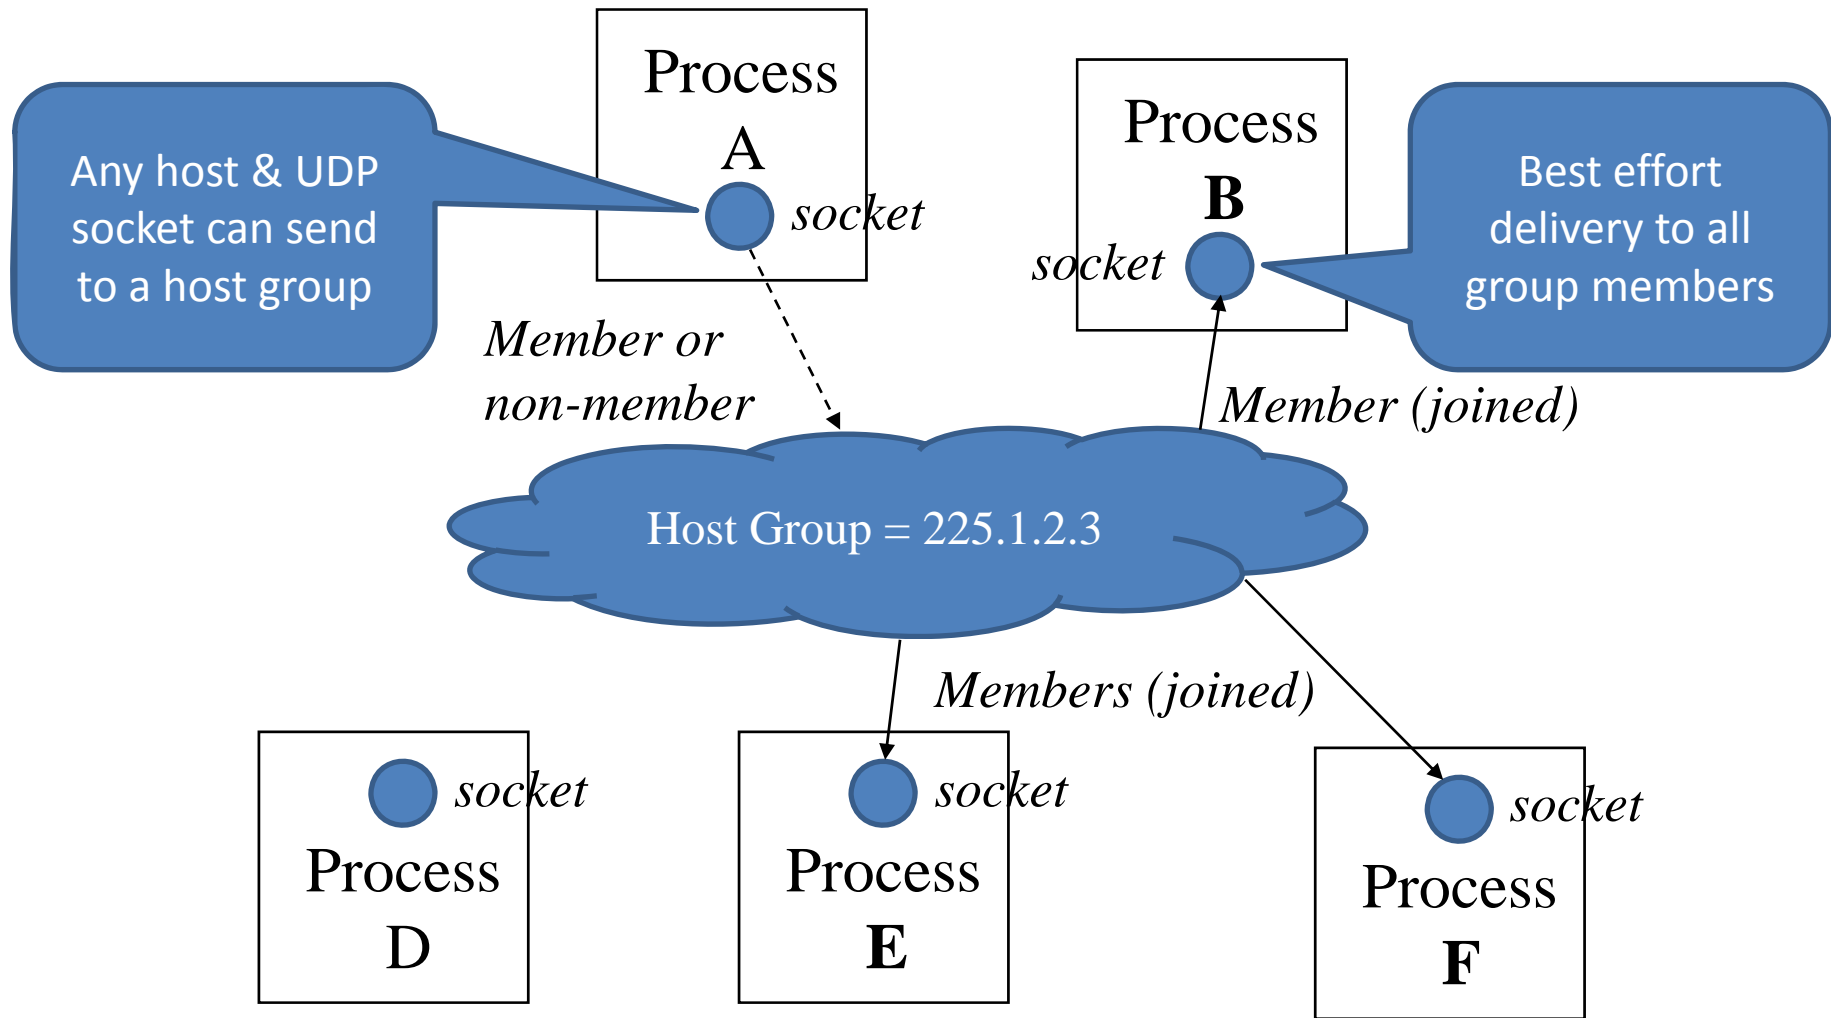 Process
A
socket
Any host & UDP
socket can send
to a host group
Process
B
socket
Best effort
delivery to all
group members
Member or
non-member
Member (joined)
Host Group = 225.1.2.3
Members (joined)
socket
Process
D
socket
Process
E
socket
Process
F